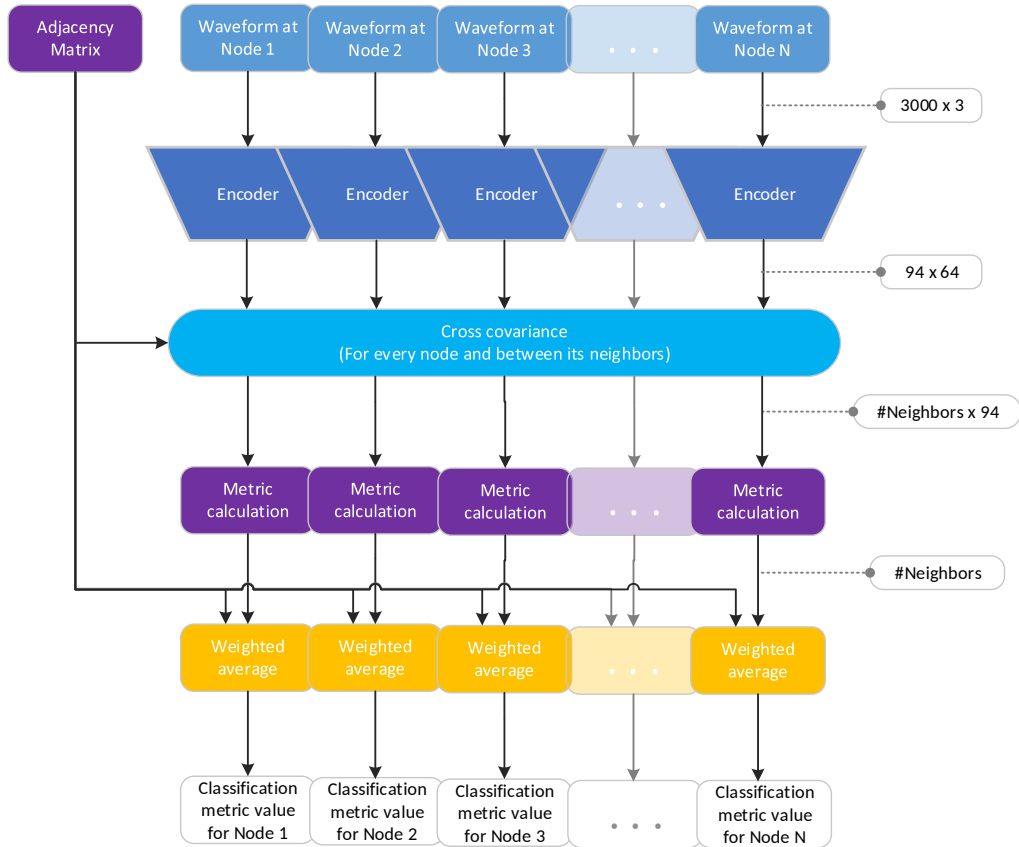 Adjacency
Matrix
Waveform at
Node 1
Waveform at
Node 2
Waveform at
Node 3
. . .
Waveform at
Node N
3000 x 3
Encoder
Encoder
Encoder
. . .
Encoder
94 x 64
Cross covariance
(For every node and between its neighbors)
#Neighbors x 94
Metric
calculation
Metric
calculation
Metric
calculation
. . .
Metric
calculation
#Neighbors
Weighted
average
Weighted
average
Weighted
average
. . .
Weighted
average
Classification
metric value
for Node 1
Classification
metric value
for Node 2
Classification
metric value
for Node 3
. . .
Classification
metric value
for Node N